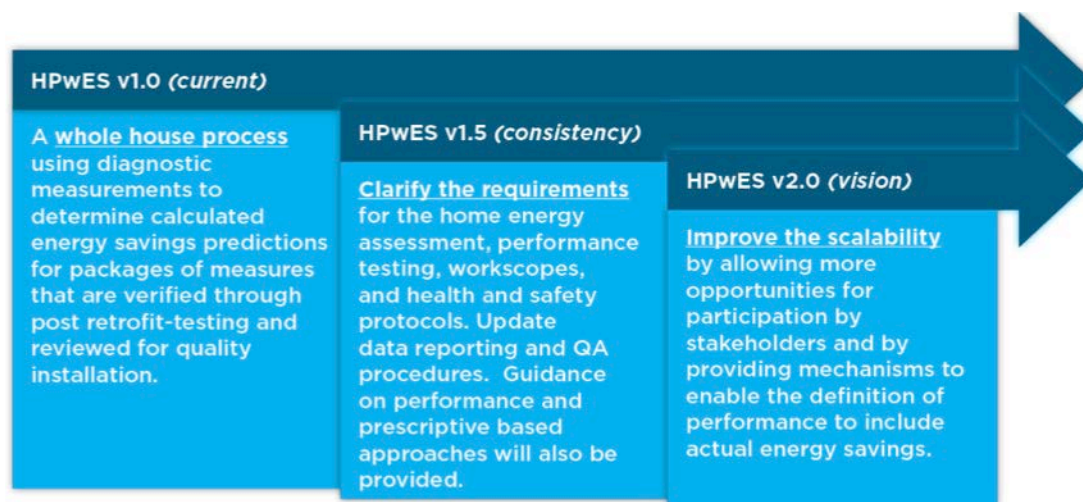 HPwES v1.0 (current)
A whole house process
using diagnostic
measurements to
determine calculated
energy savings predictions
for packages of measures
that are verified through
post retrofit-testing and
reviewed for quality
installation.
HPwES v1.5 (consistency)
Clarify the requirements
for the home energy
assessment, performance
testing, workscopes,
and health and safety
protocols. Update
data reporting and QA
procedures. Guidance
on performance and
prescriptive based
approaches will also be
provided.
HPwES v2.0 (vision)
Improve the scalability
by allowing more
opportunities for
participation by
stakeholders and by
providing mechanisms to
enable the definition of
performance to include
actual energy savings.